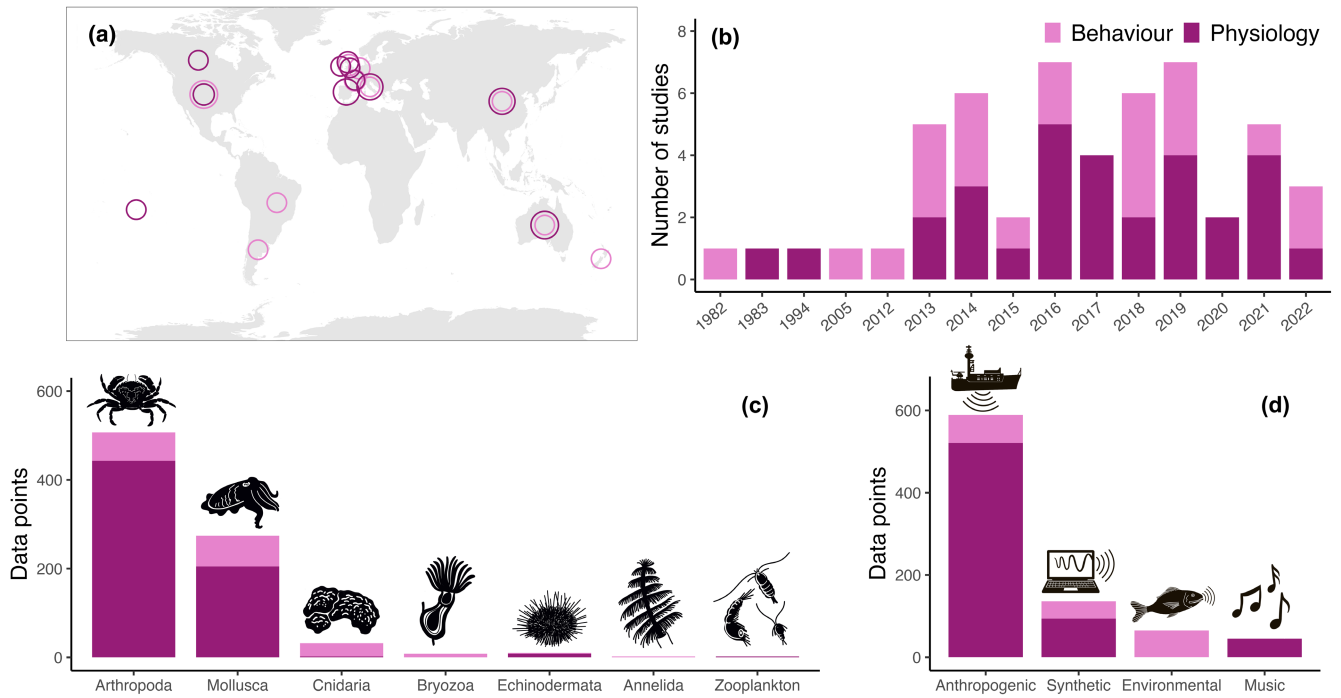 (a)
(b)
Behaviour Physiology
Number of studies
8
6
4
2
0
1982 1983 1994 2005 2012 2013 2014 2015 2016 2017 2018 2019 2020 2021 2022
(c)
Data points
600
400
200
0
Arthropoda Mollusca Cnidaria Bryozoa Echinodermata Annelida Zooplankton
(d)
Data points
600
400
200
0
Anthropogenic Synthetic Environmental Music